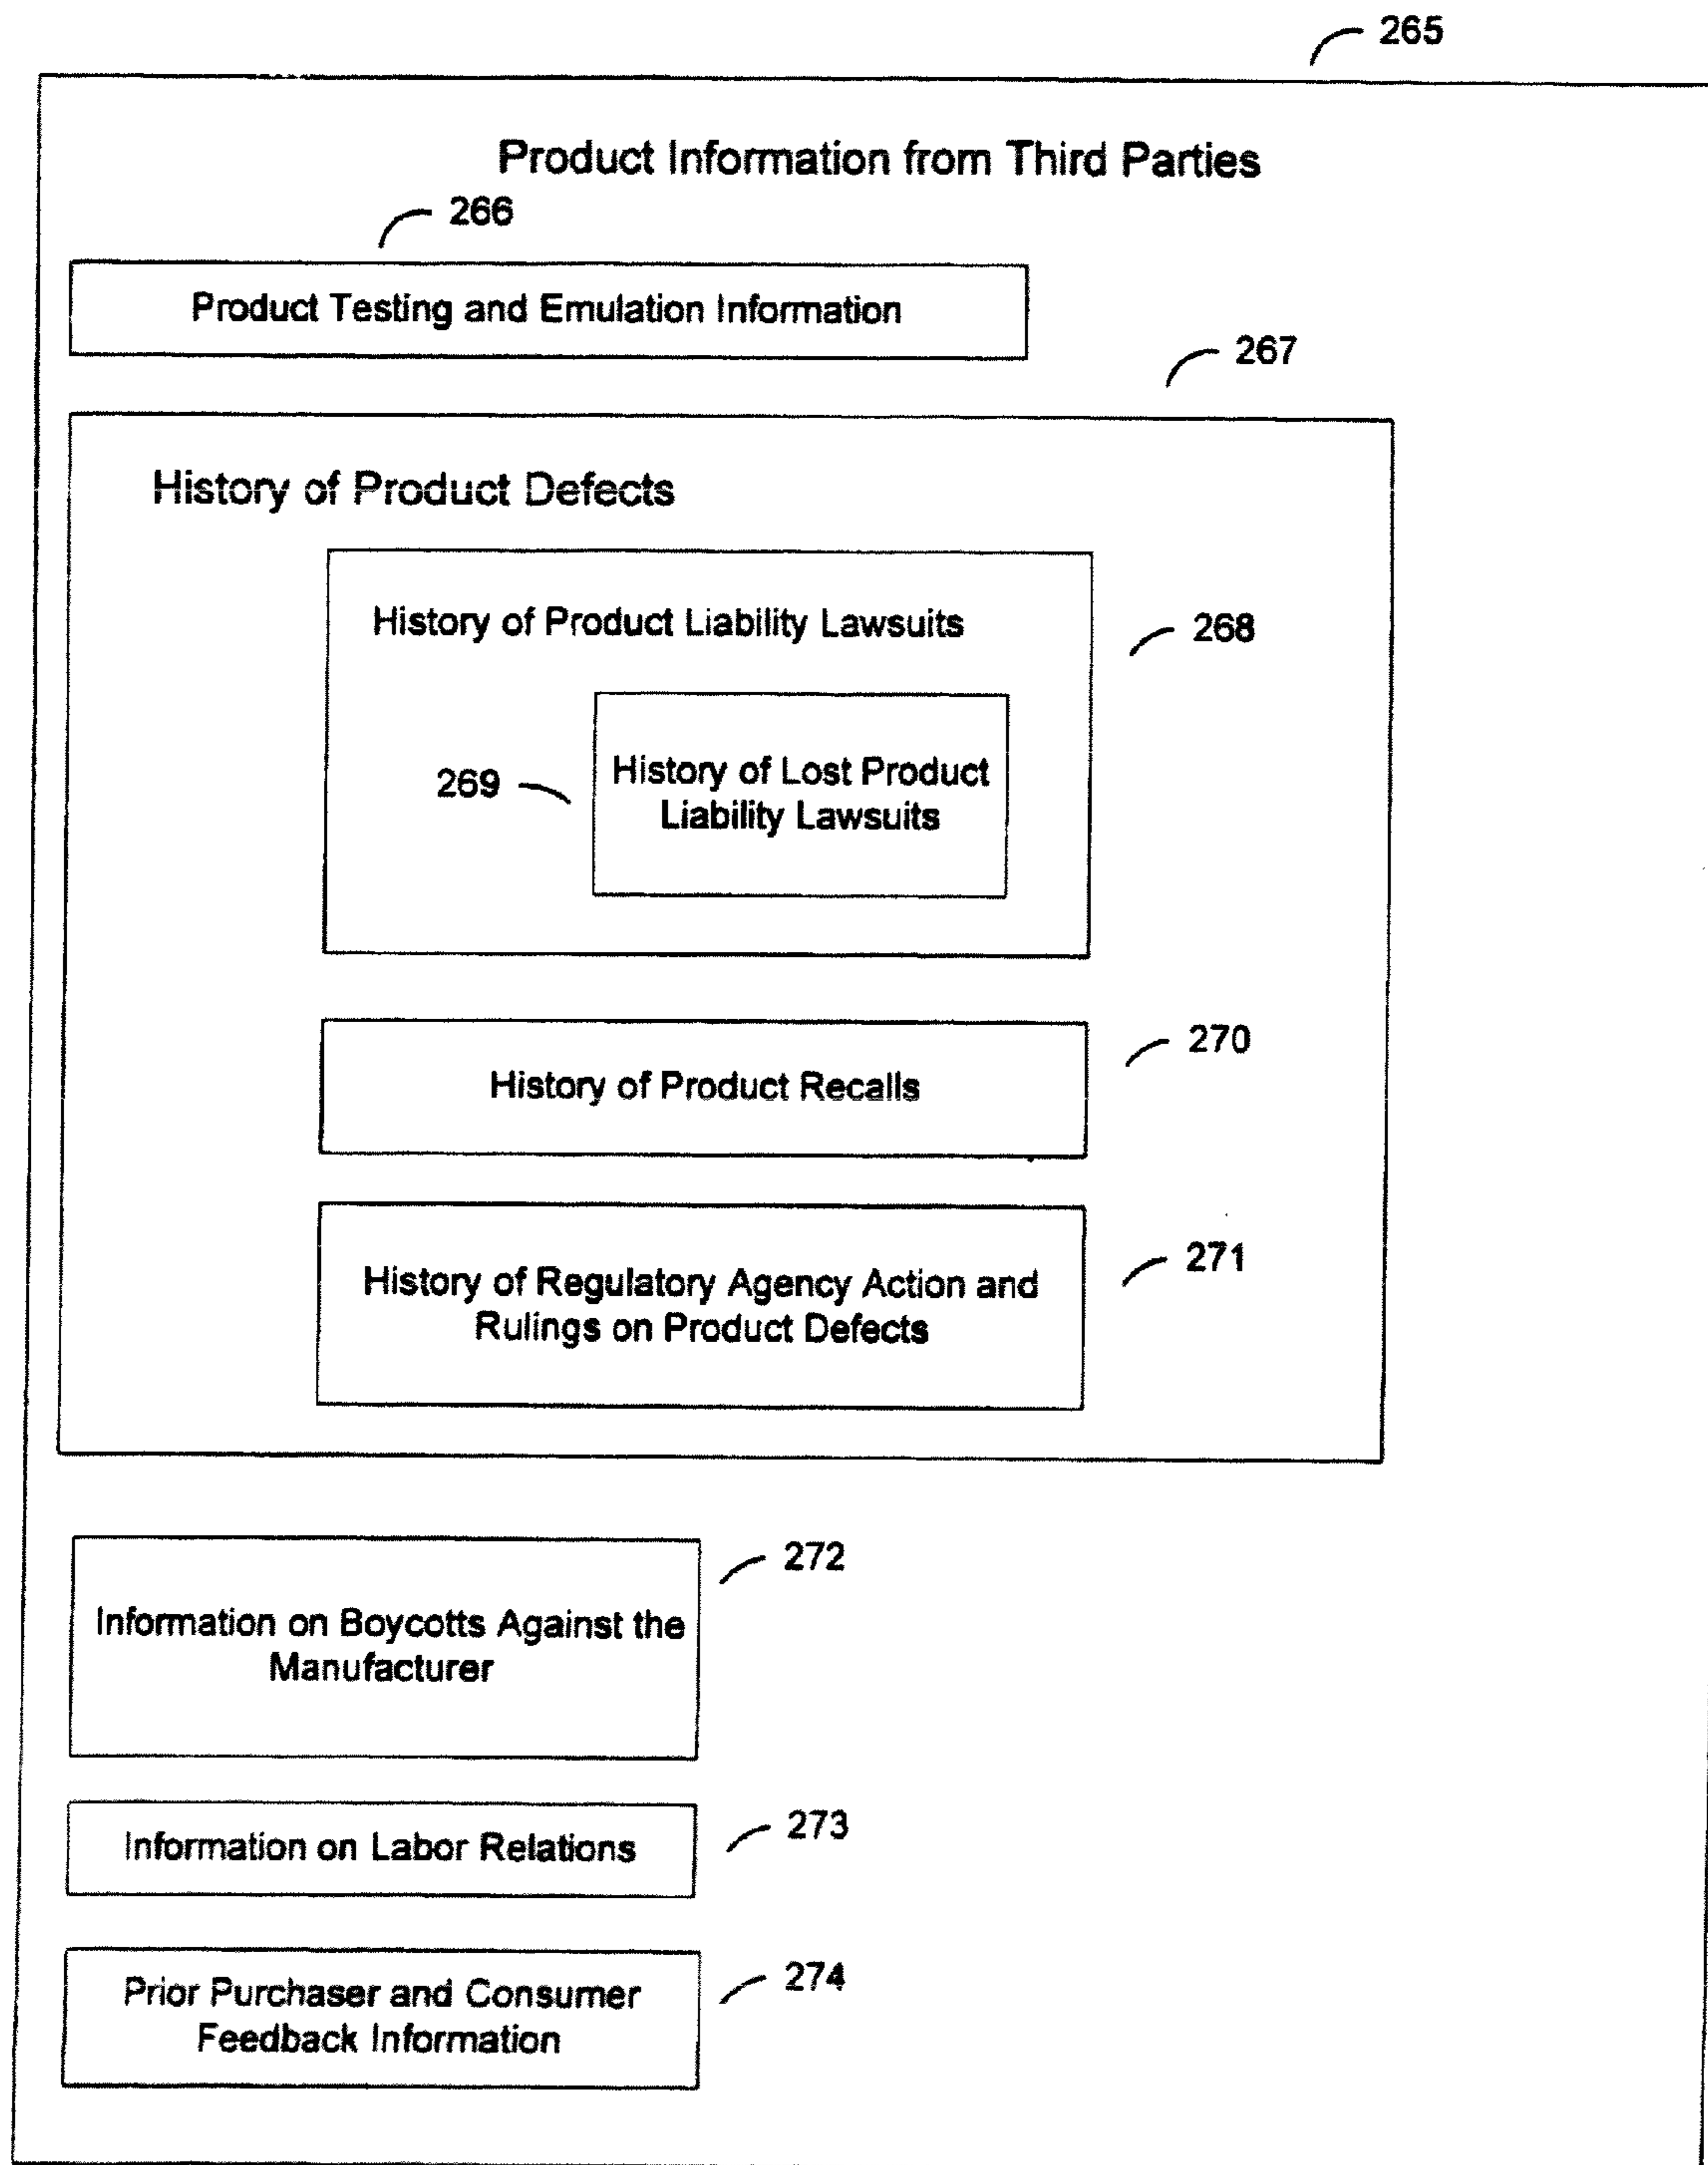 265
Product Information from Third Parties
266
Product Testing and Emulation Information
267
History of Product Defects
History of Product Liability Lawsuits
268
269
History of Lost Product
Liability Lawsuits
270
History of Product Recalls
271
History of Regulatory Agency Action and
Rulings on Product Defects
272
Information on Boycotts Against the
Manufacturer
273
Information on Labor Relations
274
Prior Purchaser and Consumer
Feedback Information